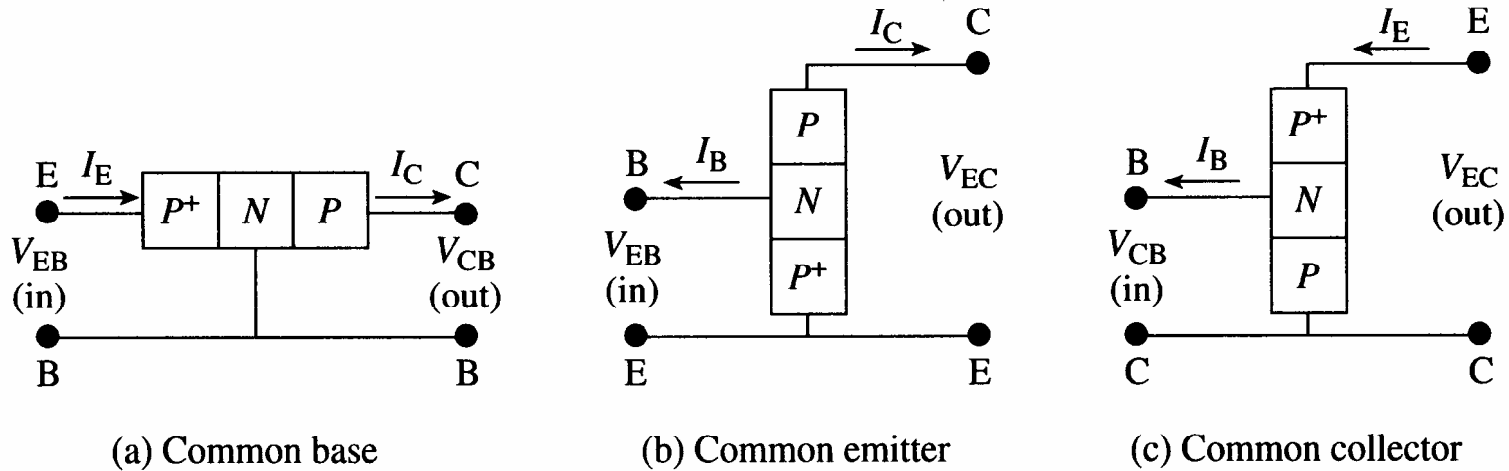 E
I_E
P+ N P
I_C
C
V_EB
(in)
V_CB
(out)
B
B
(a) Common base
I_C
C
P
B
I_B
N
V_EC
(out)
V_EB
(in)
P+
E
E
(b) Common emitter
I_E
E
P+
B
I_B
N
V_EC
(out)
V_CB
(in)
P
C
C
(c) Common collector